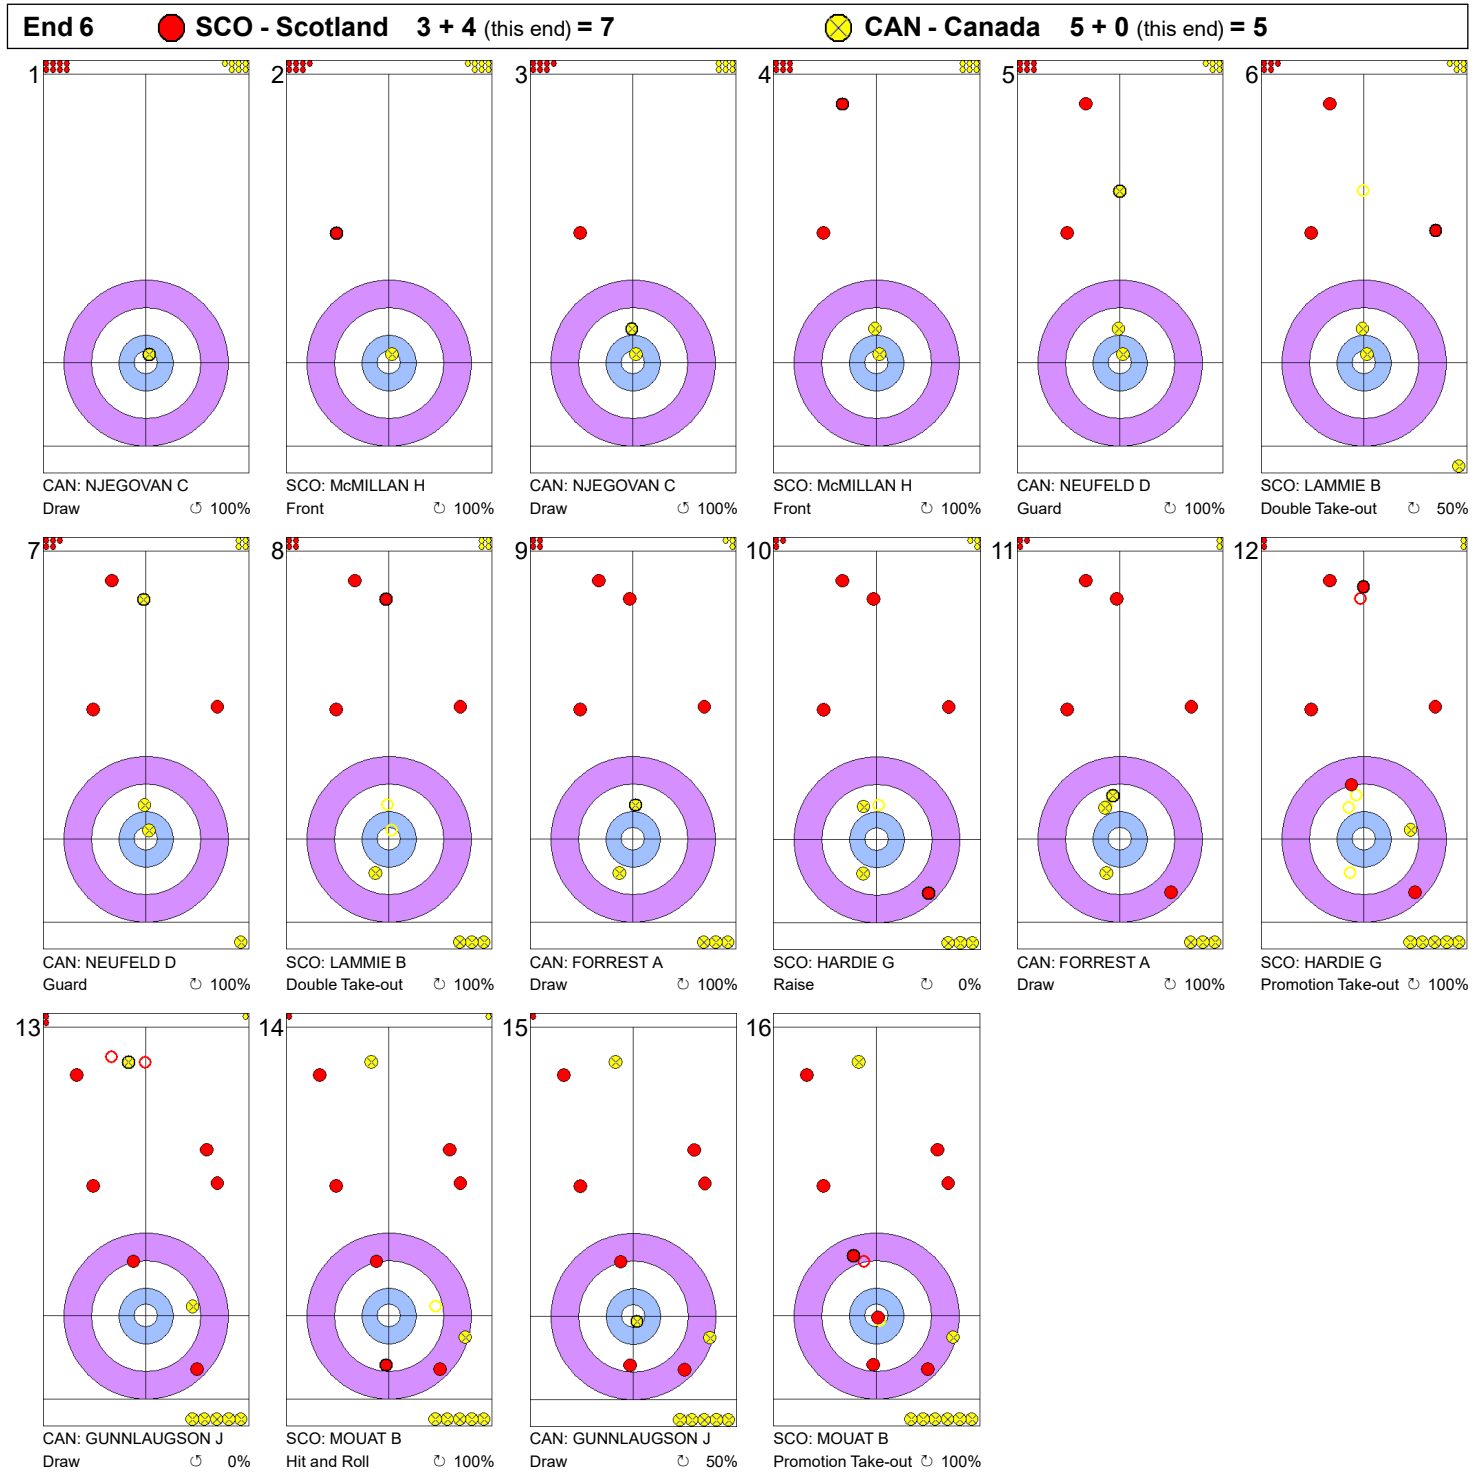 End 6 SCO - Scotland 3 + 4 (this end) = 7 CAN - Canada 5 + 0 (this end) = 5
1 2 3 4 5 6
CAN: NJEGOVAN C SCO: McMILLAN H CAN: NJEGOVAN C SCO: McMILLAN H CAN: NEUFELD D SCO: LAMMIE B
Draw ↺ 100% Front ↻ 100% Draw ↺ 100% Front ↻ 100% Guard ↻ 100% Double Take-out ↻ 50%
7 8 9 10 11 12
CAN: NEUFELD D SCO: LAMMIE B CAN: FORREST A SCO: HARDIE G CAN: FORREST A SCO: HARDIE G
Guard ↻ 100% Double Take-out ↻ 100% Draw ↻ 100% Raise ↻ 0% Draw ↻ 100% Promotion Take-out ↻ 100%
13 14 15 16
CAN: GUNNLAUGSON J SCO: MOUAT B CAN: GUNNLAUGSON J SCO: MOUAT B
Draw ↺ 0% Hit and Roll ↻ 100% Draw ↻ 50% Promotion Take-out ↻ 100%